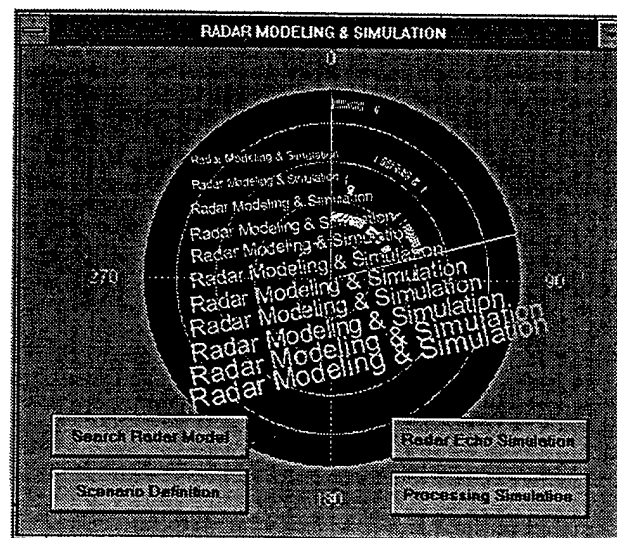 RADAR MODELING & SIMULATION
0
Radar Modeling & Simulation
Radar Modeling & Simulation
Radar Modeling & Simulation
Radar Modeling & Simulation
Radar Modeling & Simulation
Radar Modeling & Simulation
Radar Modeling & Simulation
Radar Modeling & Simulation
Radar Modeling & Simulation
Radar Modeling & Simulation
Radar Modeling & Simulation
270
90
Search Radar Model
Radar Echo Simulation
Scenario Definition
180
Processing Simulation